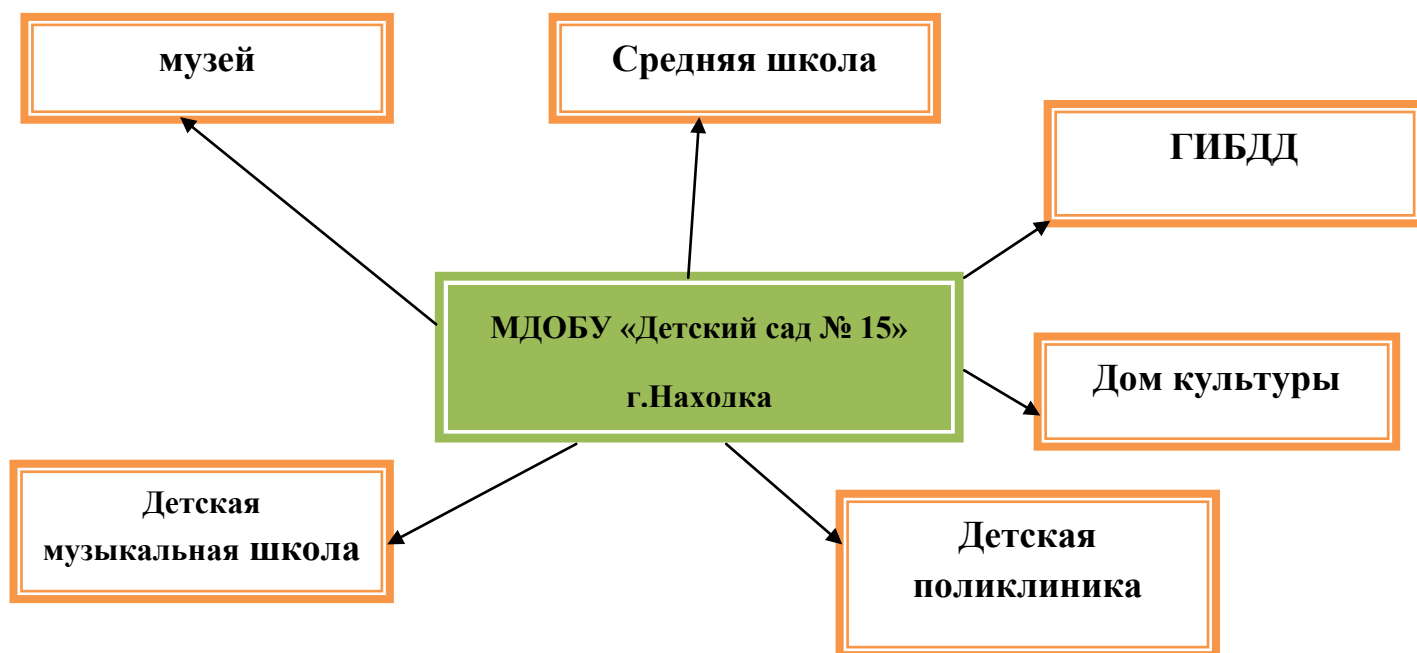 музей
Средняя школа
ГИБДД
МДОБУ «Детский сад № 15»
г.Находка
Дом культуры
Детская
музыкальная школа
Детская
поликлиника